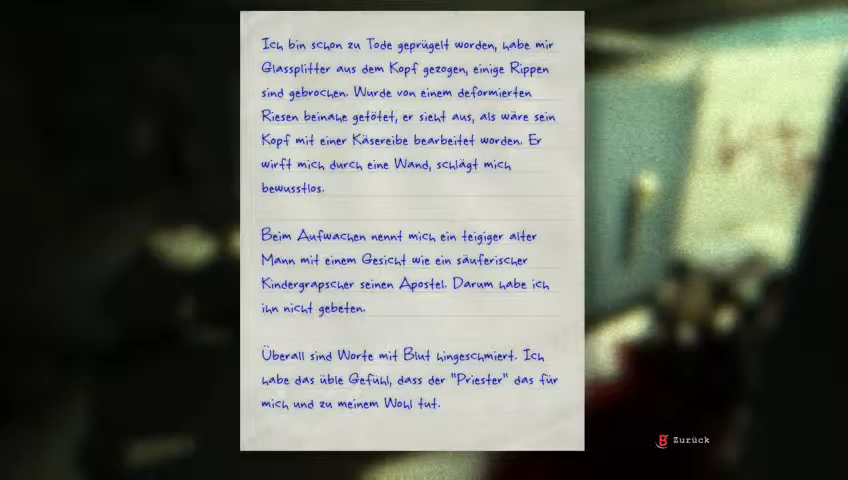 Ich bin schon zu Tode geprügelt worden, habe mir
Glassplitter aus dem Kopf gezogen, einige Rippen
sind gebrochen. Wurde von einem deformierten
Riesen beinahe getötet, er sieht aus, als wäre sein
Kopf mit einer Käsereibe bearbeitet worden. Er
wirft mich durch eine Wand, schlägt mich
bewusstlos.
Beim Aufwachen nennt mich ein teigiger alter
Mann mit einem Gesicht wie ein säuferischer
Kindergrapscher seinen Apostel. Darum habe ich
ihn nicht gebeten.
Überall sind Worte mit Blut hingeschmiert. Ich
habe das üble Gefühl, dass der "Priester" das für
mich und zu meinem Wohl tut.
B Zurück